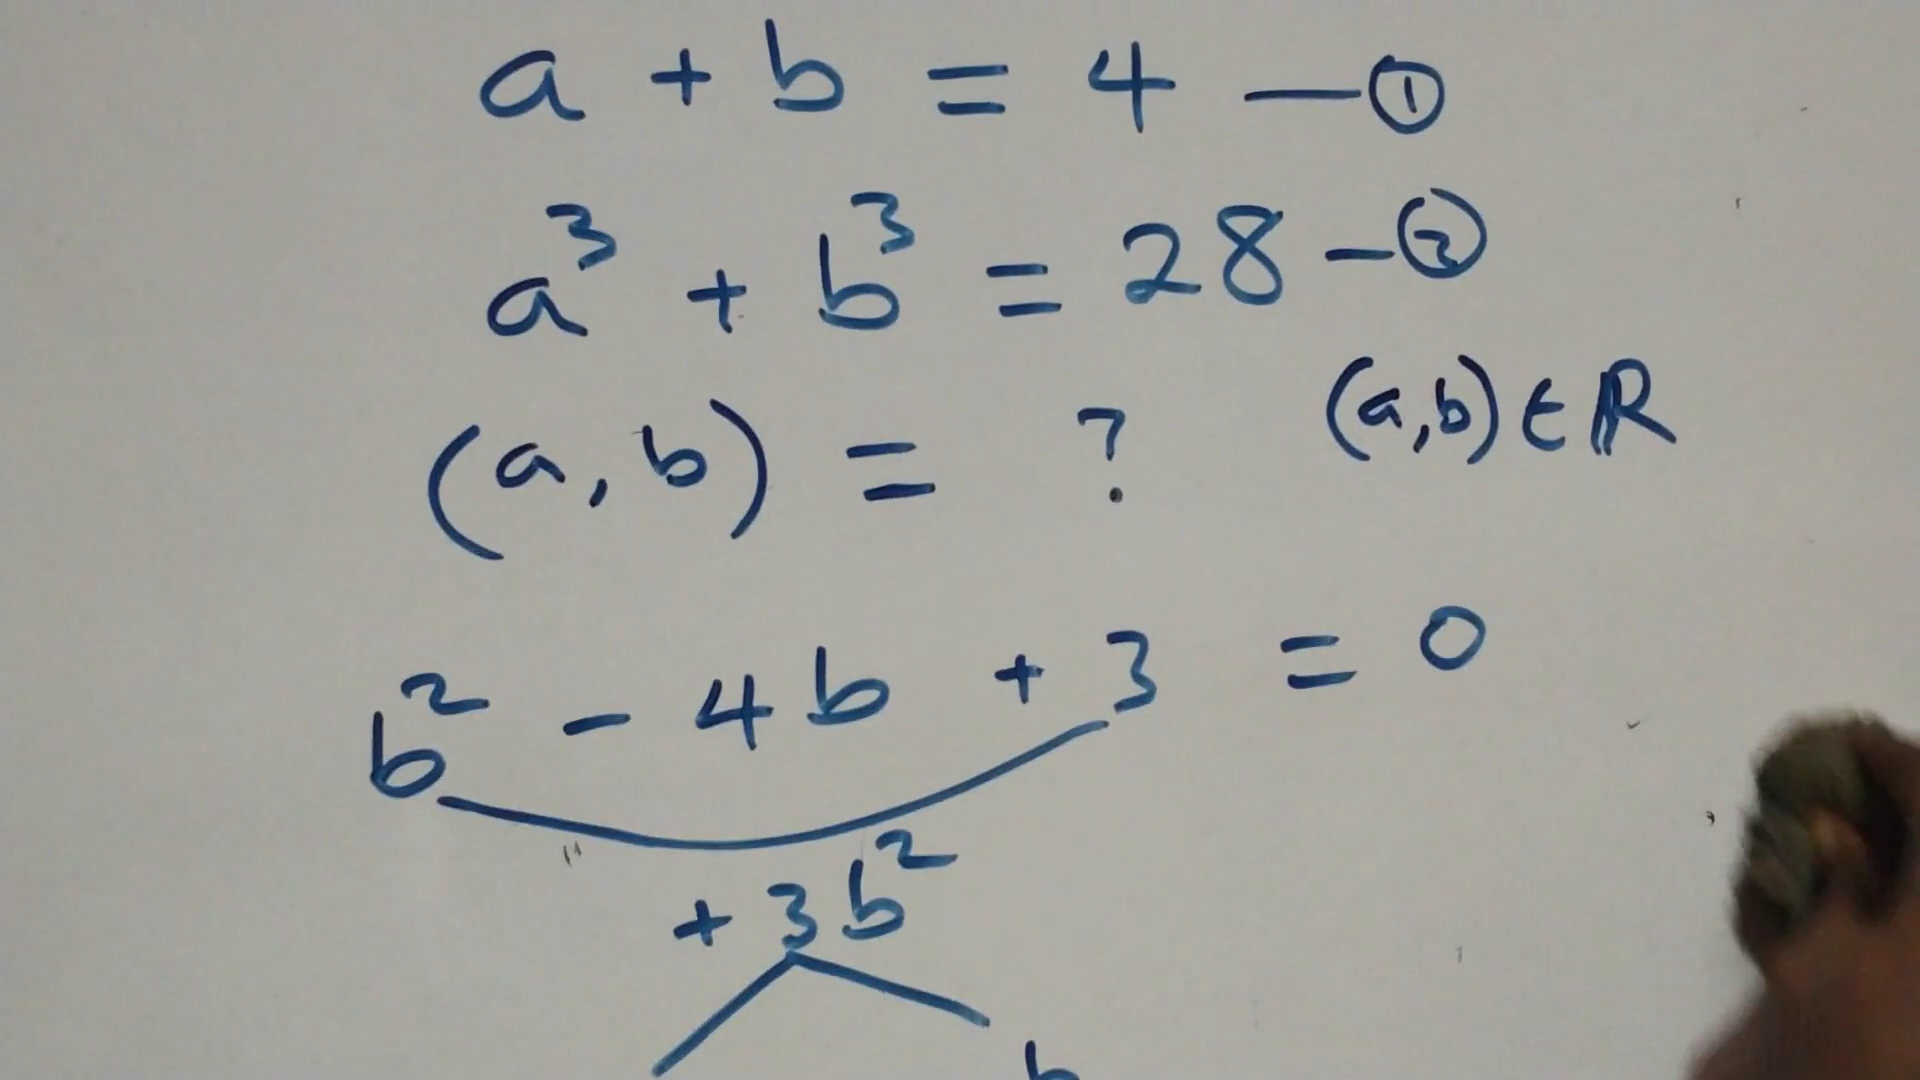 a + b = 4 — ①
a³ + b³ = 28 – ②
(a, b) = ? (a,b) ∈ ℝ
b² - 4b + 3 = 0
+ 3b²
b